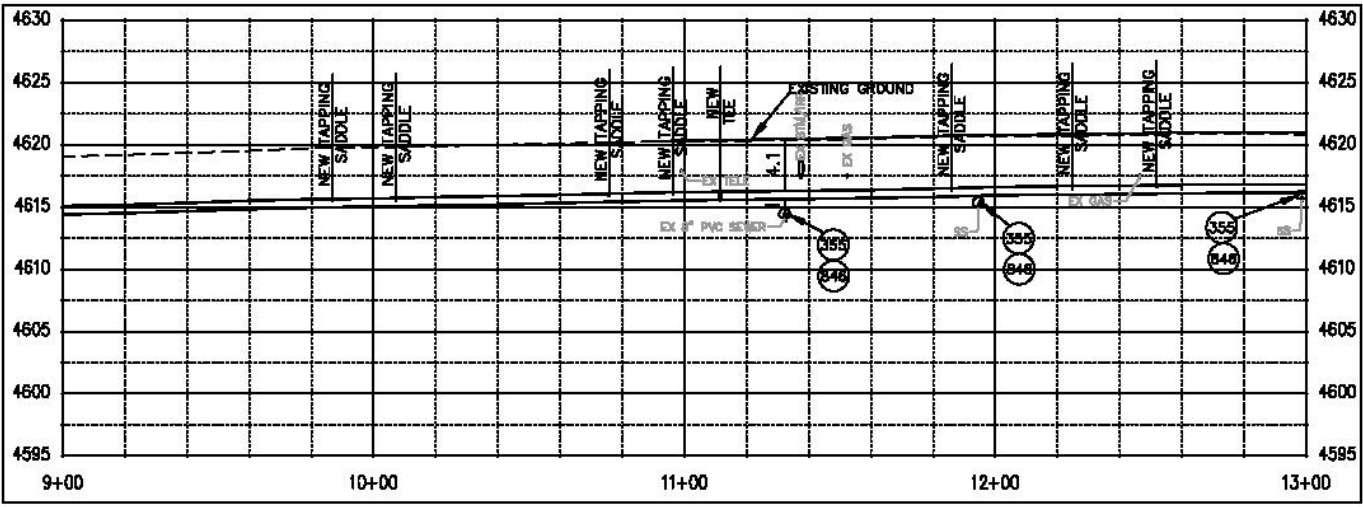 4630
4630
4625
4625
EXISTING GROUND
NEW TAPPING
SADDLE
NEW TAPPING
SADDLE
NEW TAPPING
SADDLE
NEW TAPPING
SADDLE
NEW
TEE
NEW TAPPING
SADDLE
NEW TAPPING
SADDLE
NEW TAPPING
SADDLE
4620
4620
4.1
EX GAS
EX TELE
EX GAS
4615
4615
EX 8" PVC SEWER
SS
SS
355
355
355
4610
4610
846
848
848
4605
4605
4600
4600
4595
4595
9+00
10+00
11+00
12+00
13+00